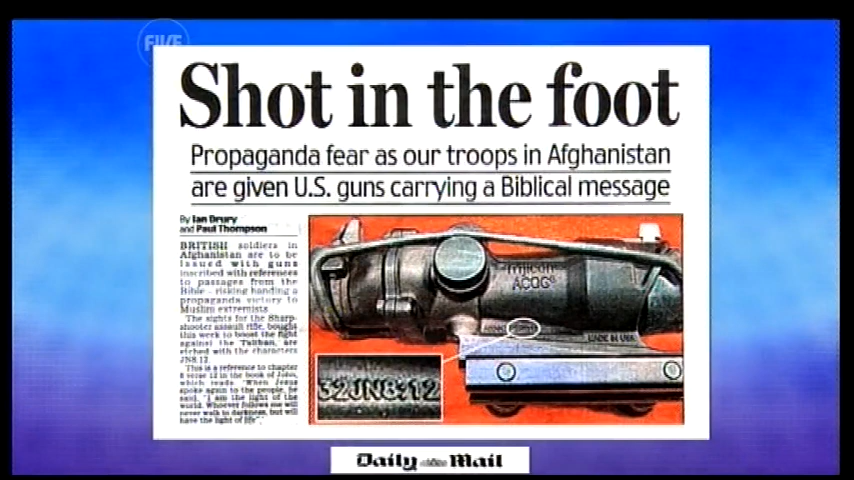 FIVE
Shot in the foot
Propaganda fear as our troops in Afghanistan
are given U.S. guns carrying a Biblical message
By Ian Drury
and Paul Thompson
BRITISH soldiers in
Afghanistan are to be
issued with guns
inscribed with references
to passages from the
Bible – risking handing a
propaganda victory to
Muslim extremists.
The sights for the Sharp-
shooter assault rifle, bought
this week to boost the fight
against the Taliban, are
etched with the characters
JN8:12.
This is a reference to chapter
8 verse 12 in the book of John,
which reads: 'When Jesus
spoke again to the people, he
said, "I am the light of the
world. Whoever follows me will
never walk in darkness, but will
have the light of life".'
Trijicon
ACOG
MADE IN USA
32JN8:12
Daily Mail